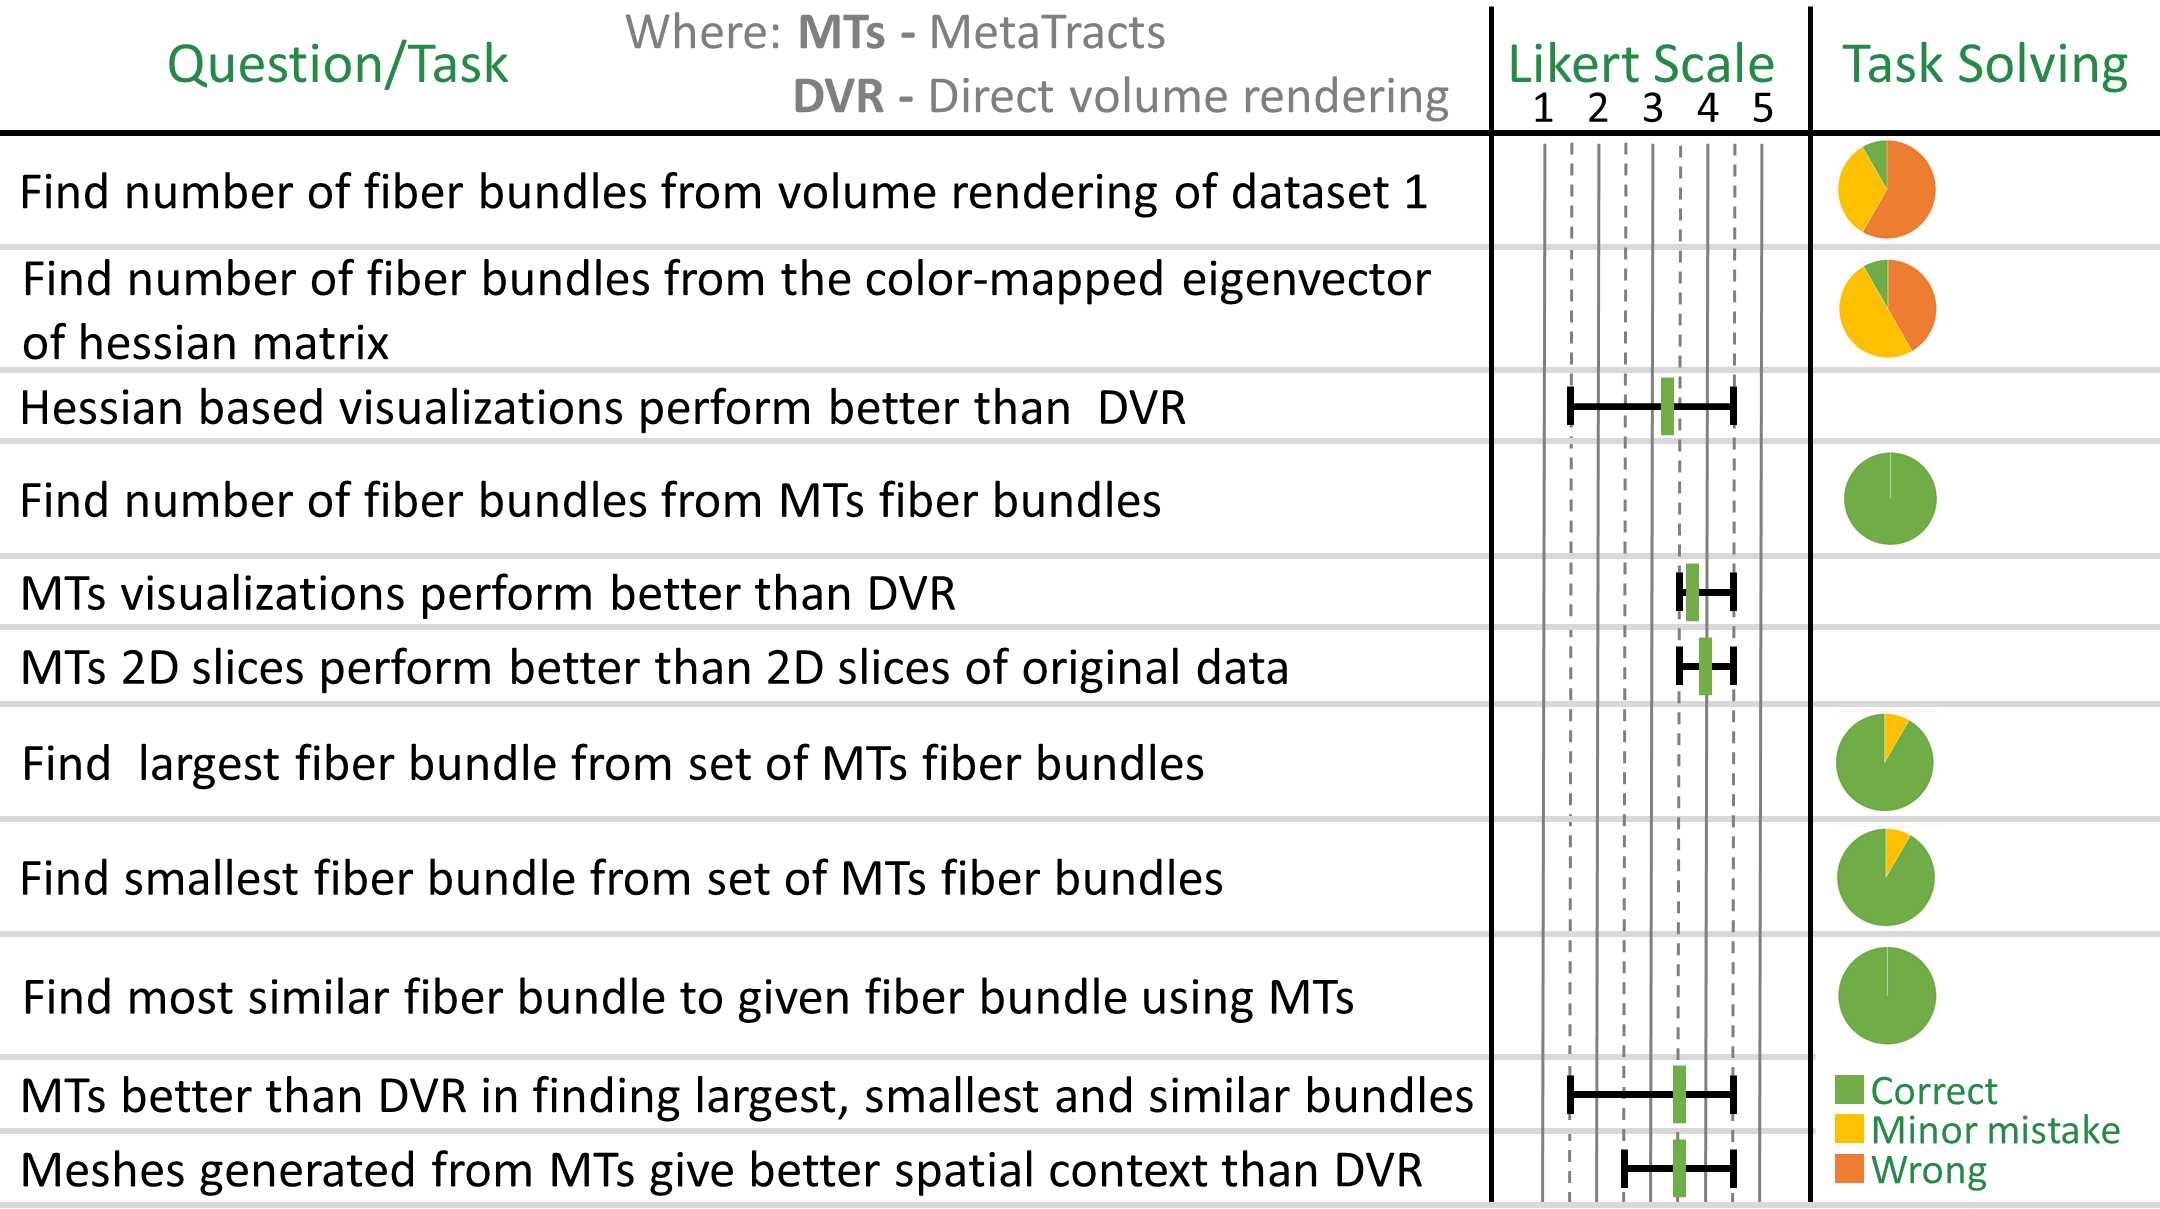 Question/Task
Where: MTs - MetaTracts
DVR - Direct volume rendering
Likert Scale
1 2 3 4 5
Task Solving
Find number of fiber bundles from volume rendering of dataset 1
Find number of fiber bundles from the color-mapped eigenvector
of hessian matrix
Hessian based visualizations perform better than DVR
Find number of fiber bundles from MTs fiber bundles
MTs visualizations perform better than DVR
MTs 2D slices perform better than 2D slices of original data
Find largest fiber bundle from set of MTs fiber bundles
Find smallest fiber bundle from set of MTs fiber bundles
Find most similar fiber bundle to given fiber bundle using MTs
MTs better than DVR in finding largest, smallest and similar bundles
Meshes generated from MTs give better spatial context than DVR
Correct
Minor mistake
Wrong